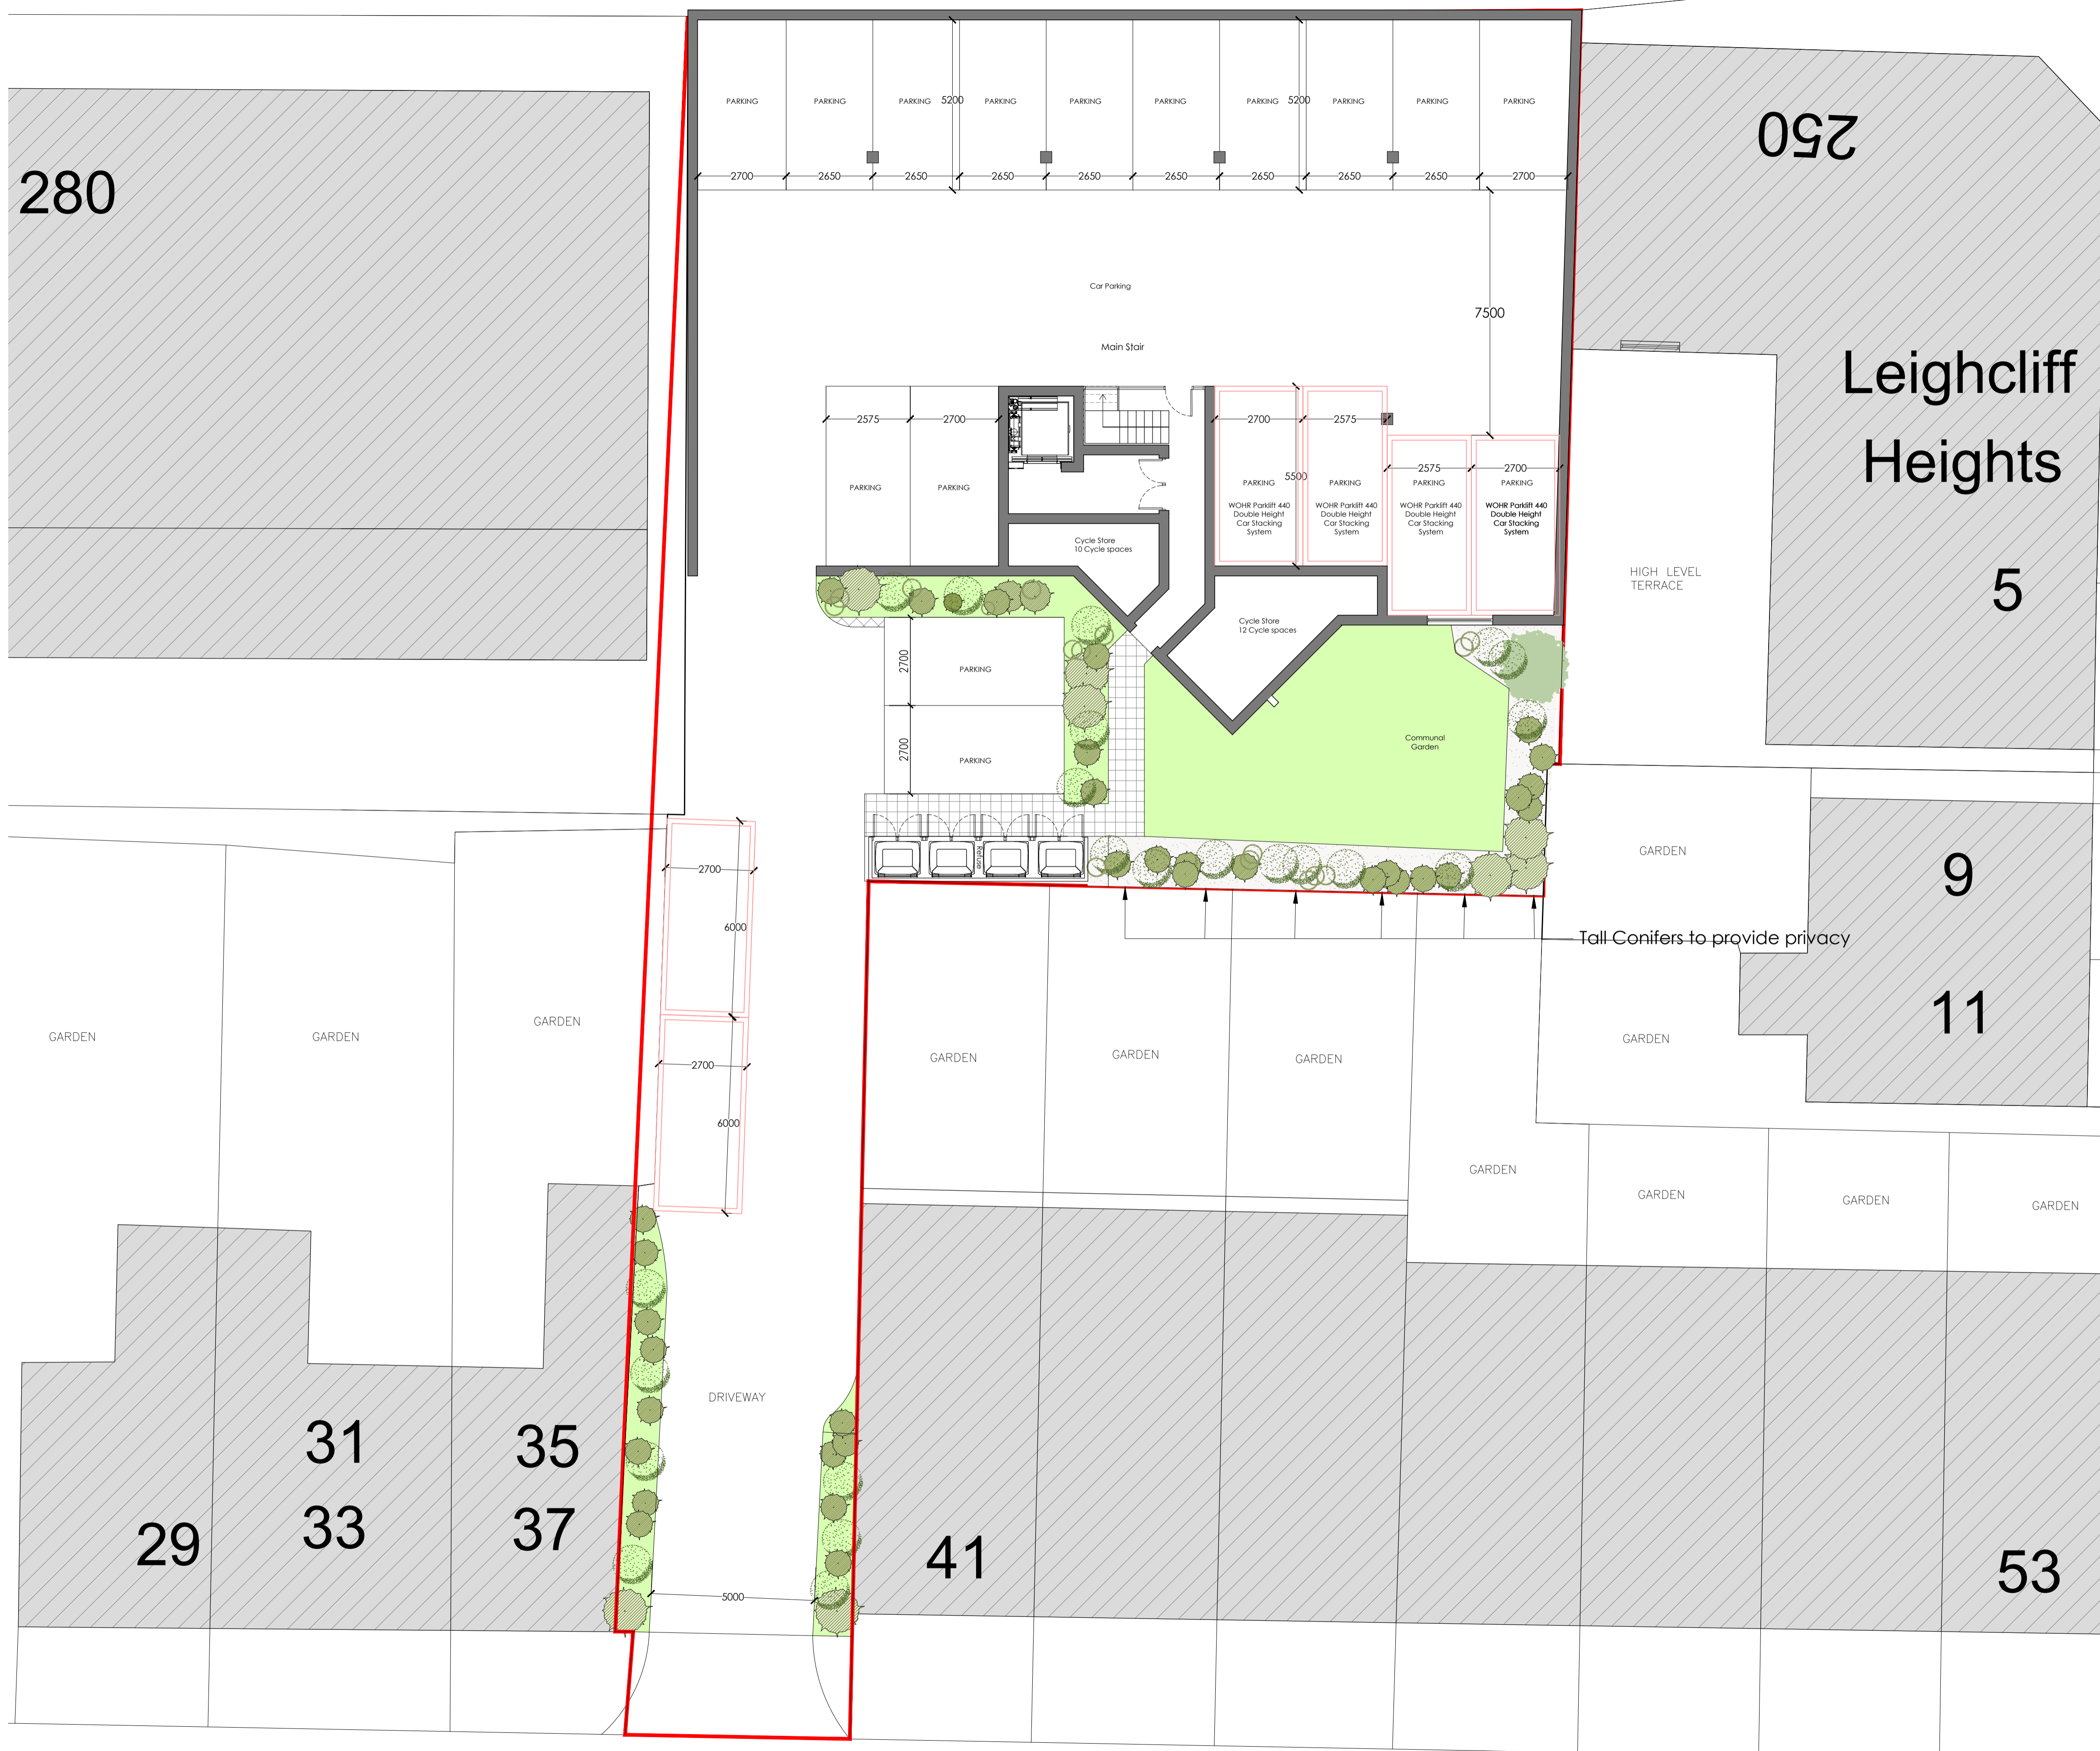 PARKING
PARKING
PARKING
5200
PARKING
PARKING
PARKING
PARKING
5200
PARKING
PARKING
PARKING
250
280
2700
2650
2650
2650
2650
2650
2650
2650
2650
2700
Car Parking
7500
Main Stair
Leighcliff
Heights
5
2575
2700
2700
2575
2575
2700
5500
PARKING
PARKING
PARKING
WOHR Parklift 440
Double Height
Car Stacking
System
PARKING
WOHR Parklift 440
Double Height
Car Stacking
System
PARKING
WOHR Parklift 440
Double Height
Car Stacking
System
PARKING
WOHR Parklift 440
Double Height
Car Stacking
System
Cycle Store
10 Cycle spaces
HIGH LEVEL
TERRACE
Cycle Store
12 Cycle spaces
2700
PARKING
2700
PARKING
Communal
Garden
Refuse
2700
6000
2700
6000
GARDEN
9
Tall Conifers to provide privacy
11
GARDEN
GARDEN
GARDEN
GARDEN
GARDEN
GARDEN
GARDEN
GARDEN
GARDEN
GARDEN
GARDEN
DRIVEWAY
31
33
35
37
29
41
53
5000